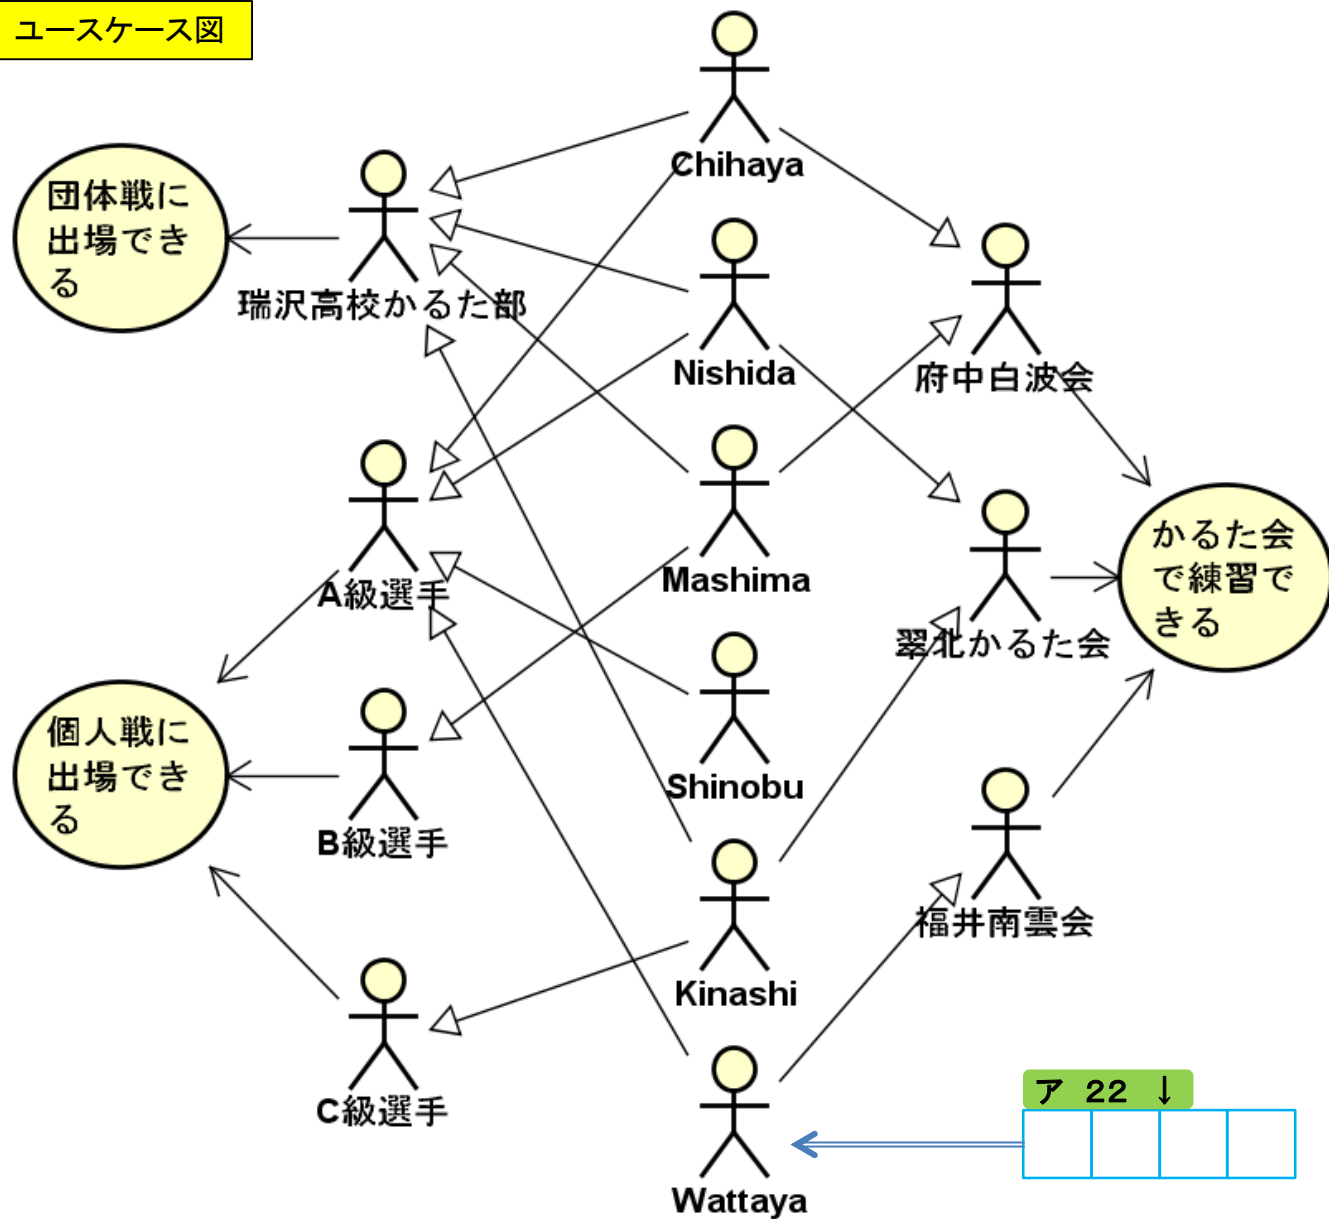 ユースケース図
Chihaya
団体戦に
出場でき
る
瑞沢高校かるた部
Nishida
府中白波会
A級選手
Mashima
かるた会
で練習で
きる
翠北かるた会
個人戦に
出場でき
る
B級選手
Shinobu
福井南雲会
Kinashi
C級選手
ア 22 ↓
Wattaya